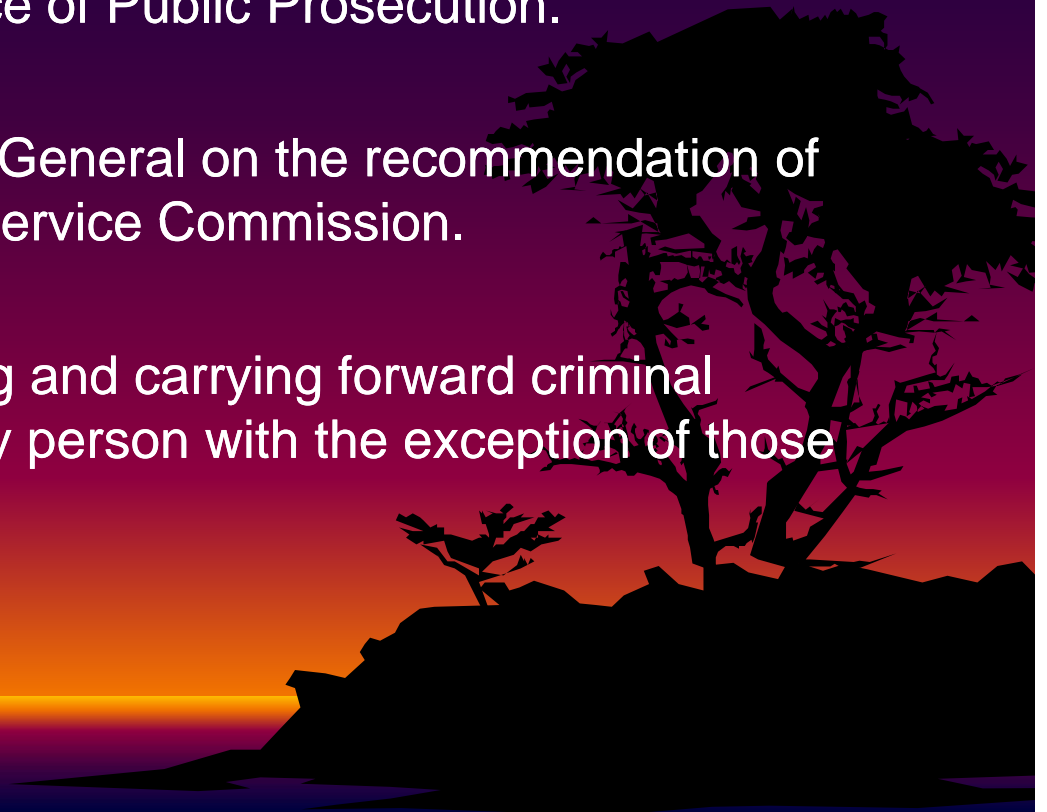 ce of Public Prosecution.
General on the recommendation of
ervice Commission.
g and carrying forward criminal
y person with the exception of those